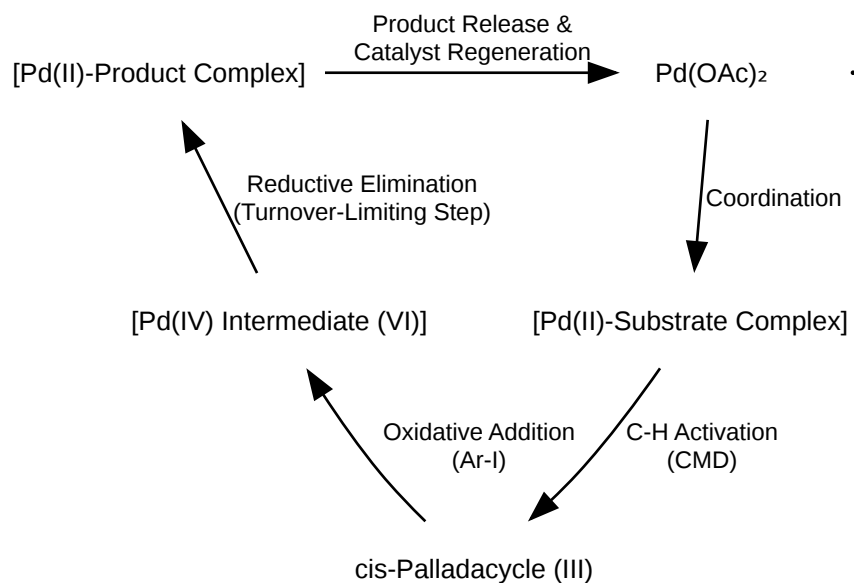 Product Release &
Catalyst Regeneration
[Pd(II)-Product Complex]
Pd(OAc)₂
Reductive Elimination
(Turnover-Limiting Step)
Coordination
[Pd(IV) Intermediate (VI)]
[Pd(II)-Substrate Complex]
Oxidative Addition
(Ar-I)
C-H Activation
(CMD)
cis-Palladacycle (III)